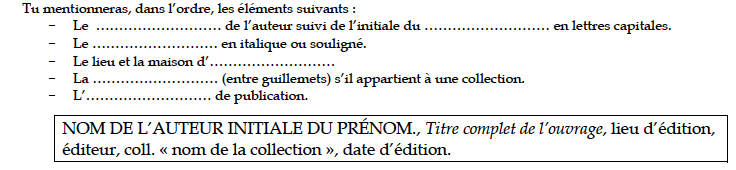 Tu mentionneras, dans l'ordre, les éléments suivants :
– Le ............................ de l'auteur suivi de l'initiale du ............................ en lettres capitales.
– Le ............................ en italique ou souligné.
– Le lieu et la maison d'............................
– La ............................ (entre guillemets) s'il appartient à une collection.
– L'............................ de publication.
NOM DE L'AUTEUR INITIALE DU PRÉNOM., Titre complet de l'ouvrage, lieu d'édition,
éditeur, coll. « nom de la collection », date d'édition.